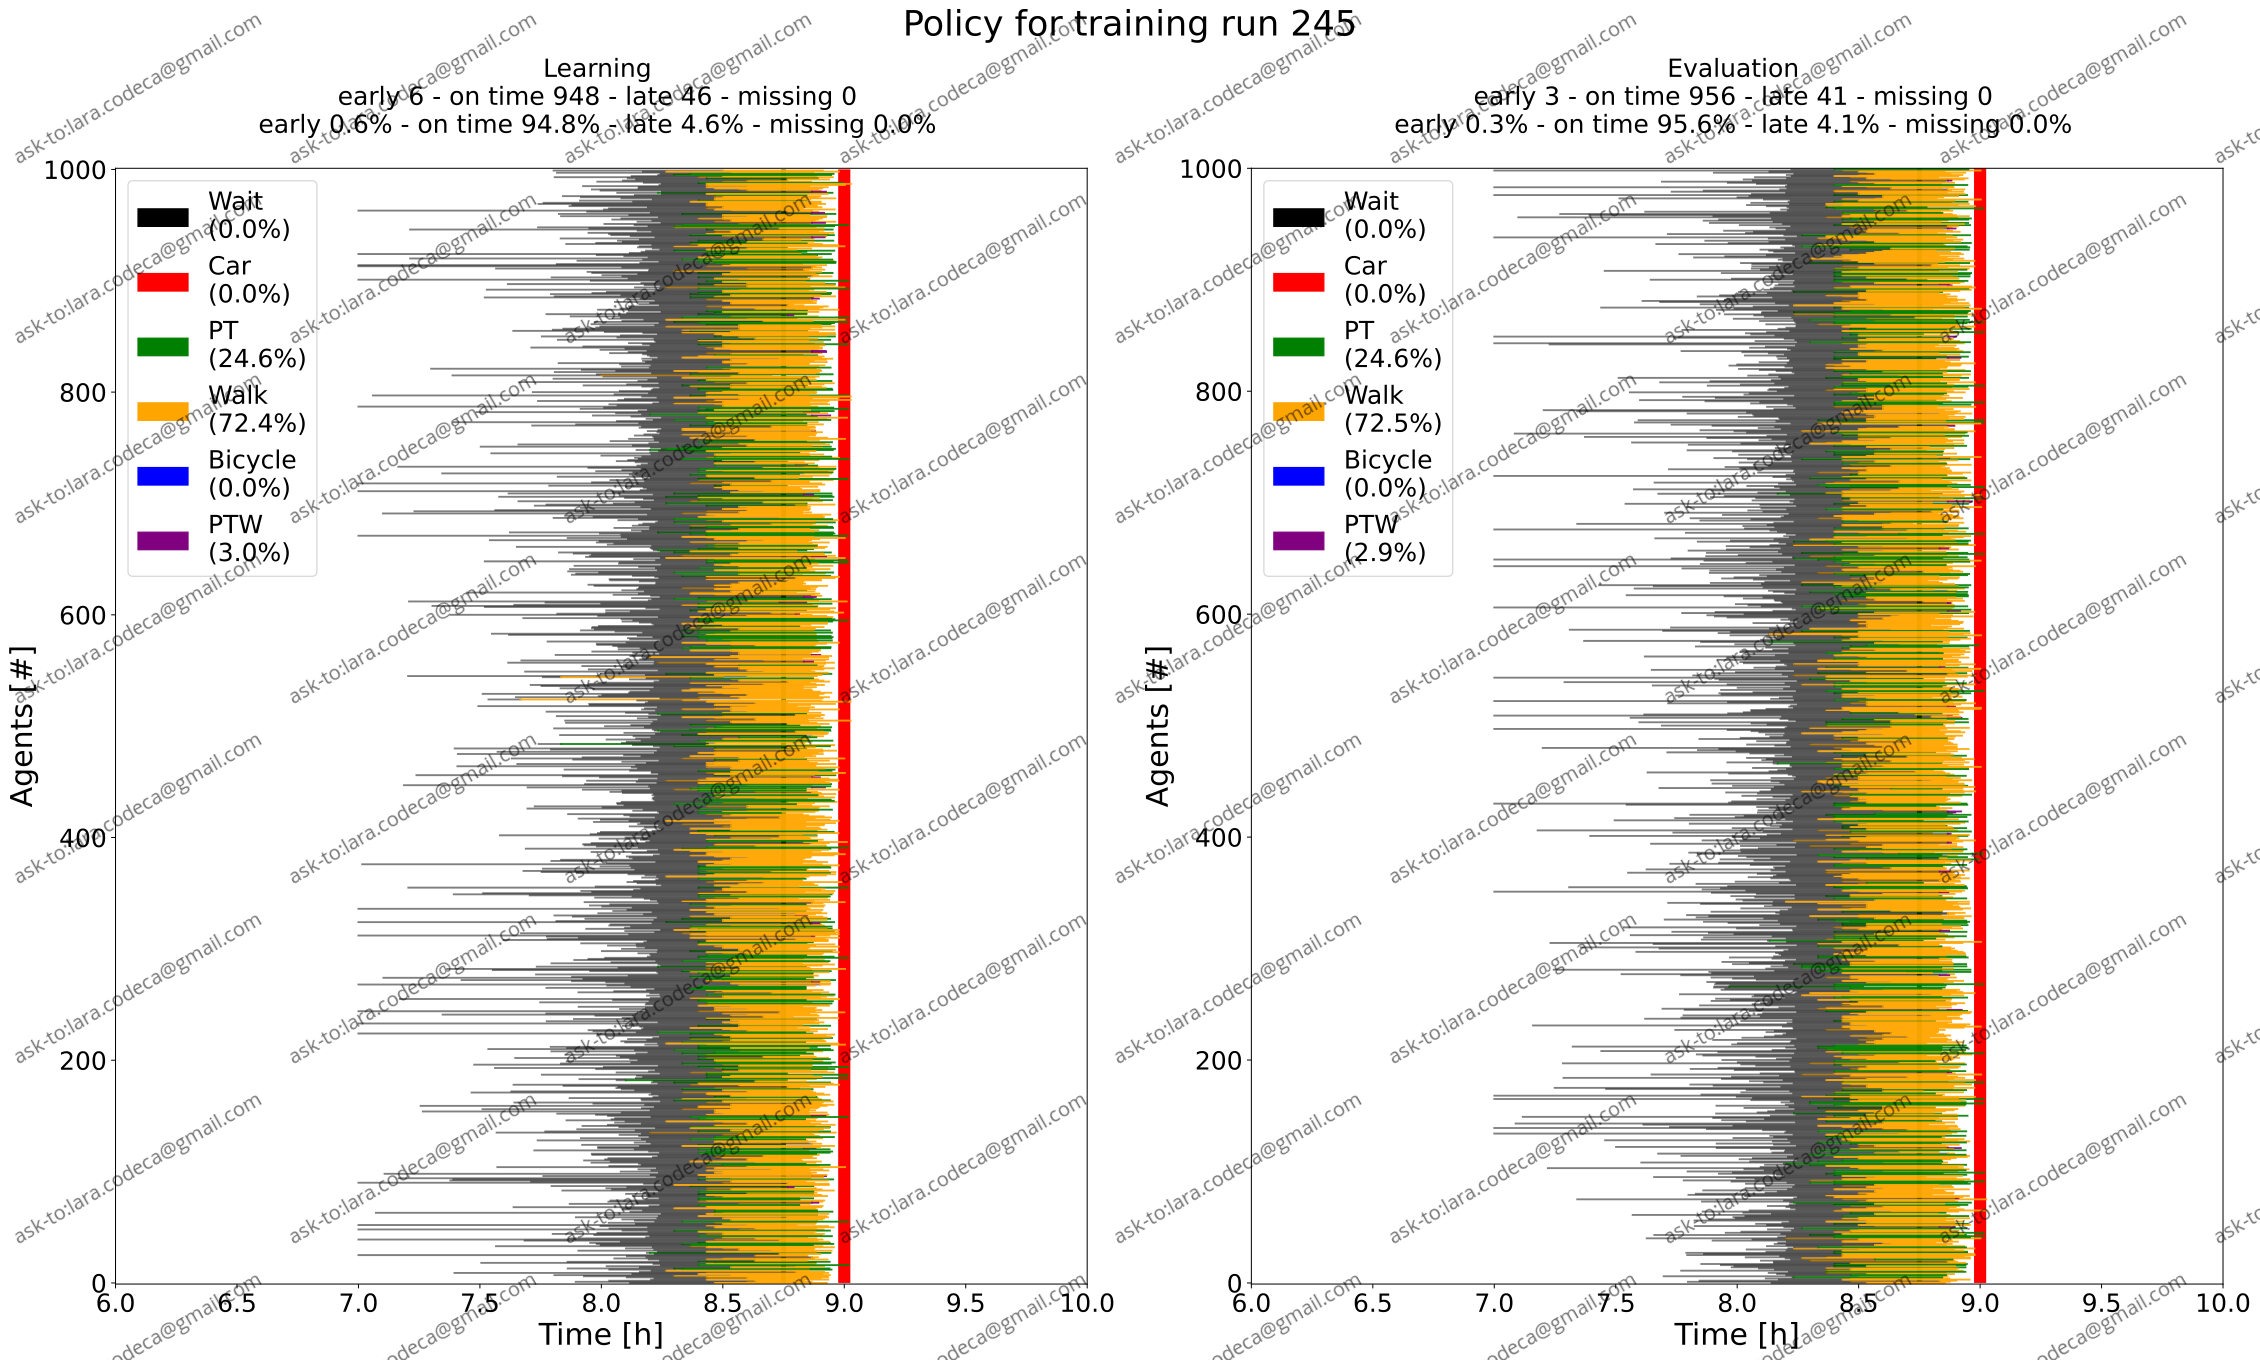 Policy for training run 245
Learning
early 6 - on time 948 - late 46 - missing 0
early 0.6% - on time 94.8% - late 4.6% - missing 0.0%
1000
800
600
400
200
0
Agents [#]
Wait
(0.0%)
Car
(0.0%)
PT
(24.6%)
Walk
(72.4%)
Bicycle
(0.0%)
PTW
(3.0%)
6.0 6.5 7.0 7.5 8.0 8.5 9.0 9.5 10.0
Time [h]
Evaluation
early 3 - on time 956 - late 41 - missing 0
early 0.3% - on time 95.6% - late 4.1% - missing 0.0%
1000
800
600
400
200
0
Agents [#]
Wait
(0.0%)
Car
(0.0%)
PT
(24.6%)
Walk
(72.5%)
Bicycle
(0.0%)
PTW
(2.9%)
6.0 6.5 7.0 7.5 8.0 8.5 9.0 9.5 10.0
Time [h]
ask-to:lara.codeca@gmail.com